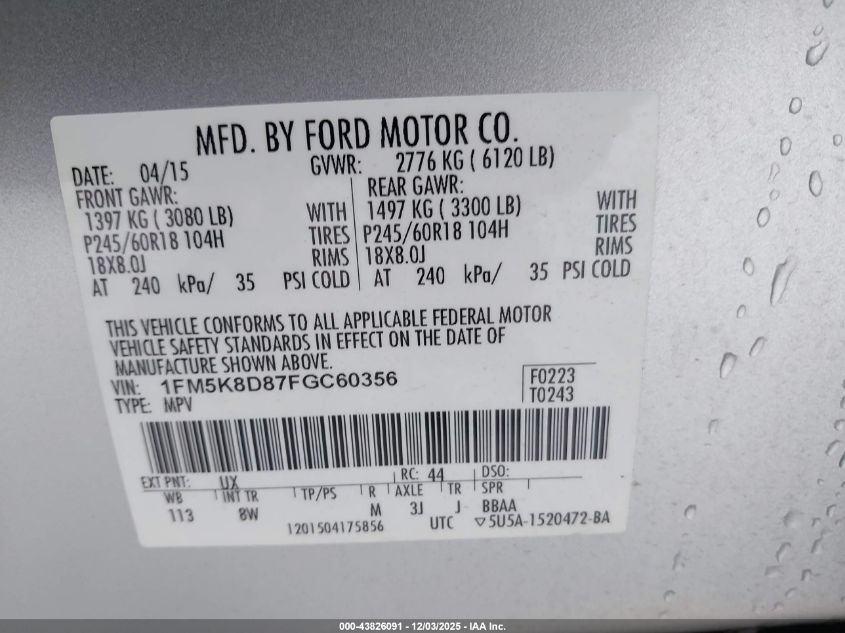 MFD. BY FORD MOTOR CO.
DATE: 04/15 GVWR: 2776 KG ( 6120 LB)
FRONT GAWR: REAR GAWR:
1397 KG ( 3080 LB) WITH 1497 KG ( 3300 LB) WITH
P245/60R18 104H TIRES P245/60R18 104H TIRES
18X8.0J RIMS 18X8.0J RIMS
AT 240 kPa/ 35 PSI COLD AT 240 kPa/ 35 PSI COLD
THIS VEHICLE CONFORMS TO ALL APPLICABLE FEDERAL MOTOR
VEHICLE SAFETY STANDARDS IN EFFECT ON THE DATE OF
MANUFACTURE SHOWN ABOVE.
VIN: 1FM5K8D87FGC60356 F0223
TYPE: MPV T0243
EXT PNT: UX RC: 44 DSO:
WB INT TR TP/PS R AXLE TR SPR
113 8W M 3J J BBAA
1201504175856 UTC ▽5U5A-1520472-BA
000-43826091 - 12/03/2025 - IAA Inc.